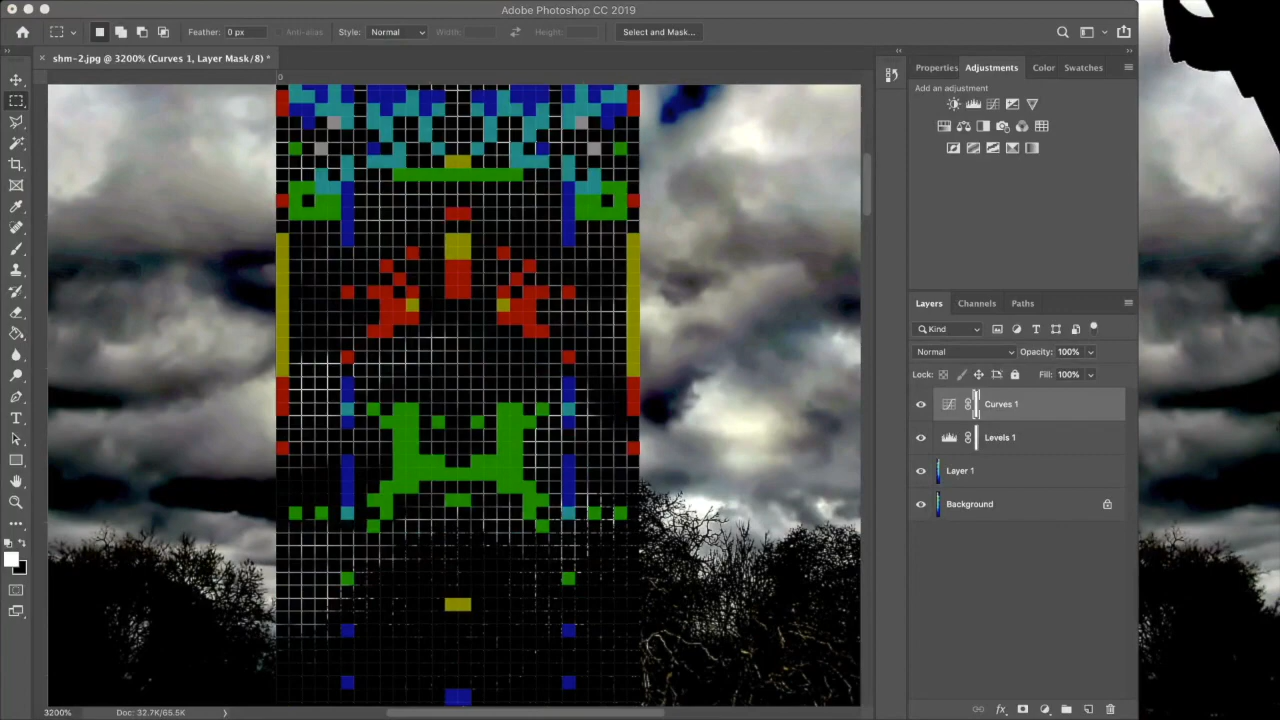 Adobe Photoshop CC 2019
Feather: 0 px Anti-alias Style: Normal Width: Height: Select and Mask...
shm-2.jpg @ 3200% (Curves 1, Layer Mask/8) *
0
Properties Adjustments Color Swatches
Add an adjustment
Layers Channels Paths
Kind
Normal Opacity: 100%
Lock: Fill: 100%
Curves 1
Levels 1
Layer 1
Background
3200% Doc: 32.7K/65.5K
fx